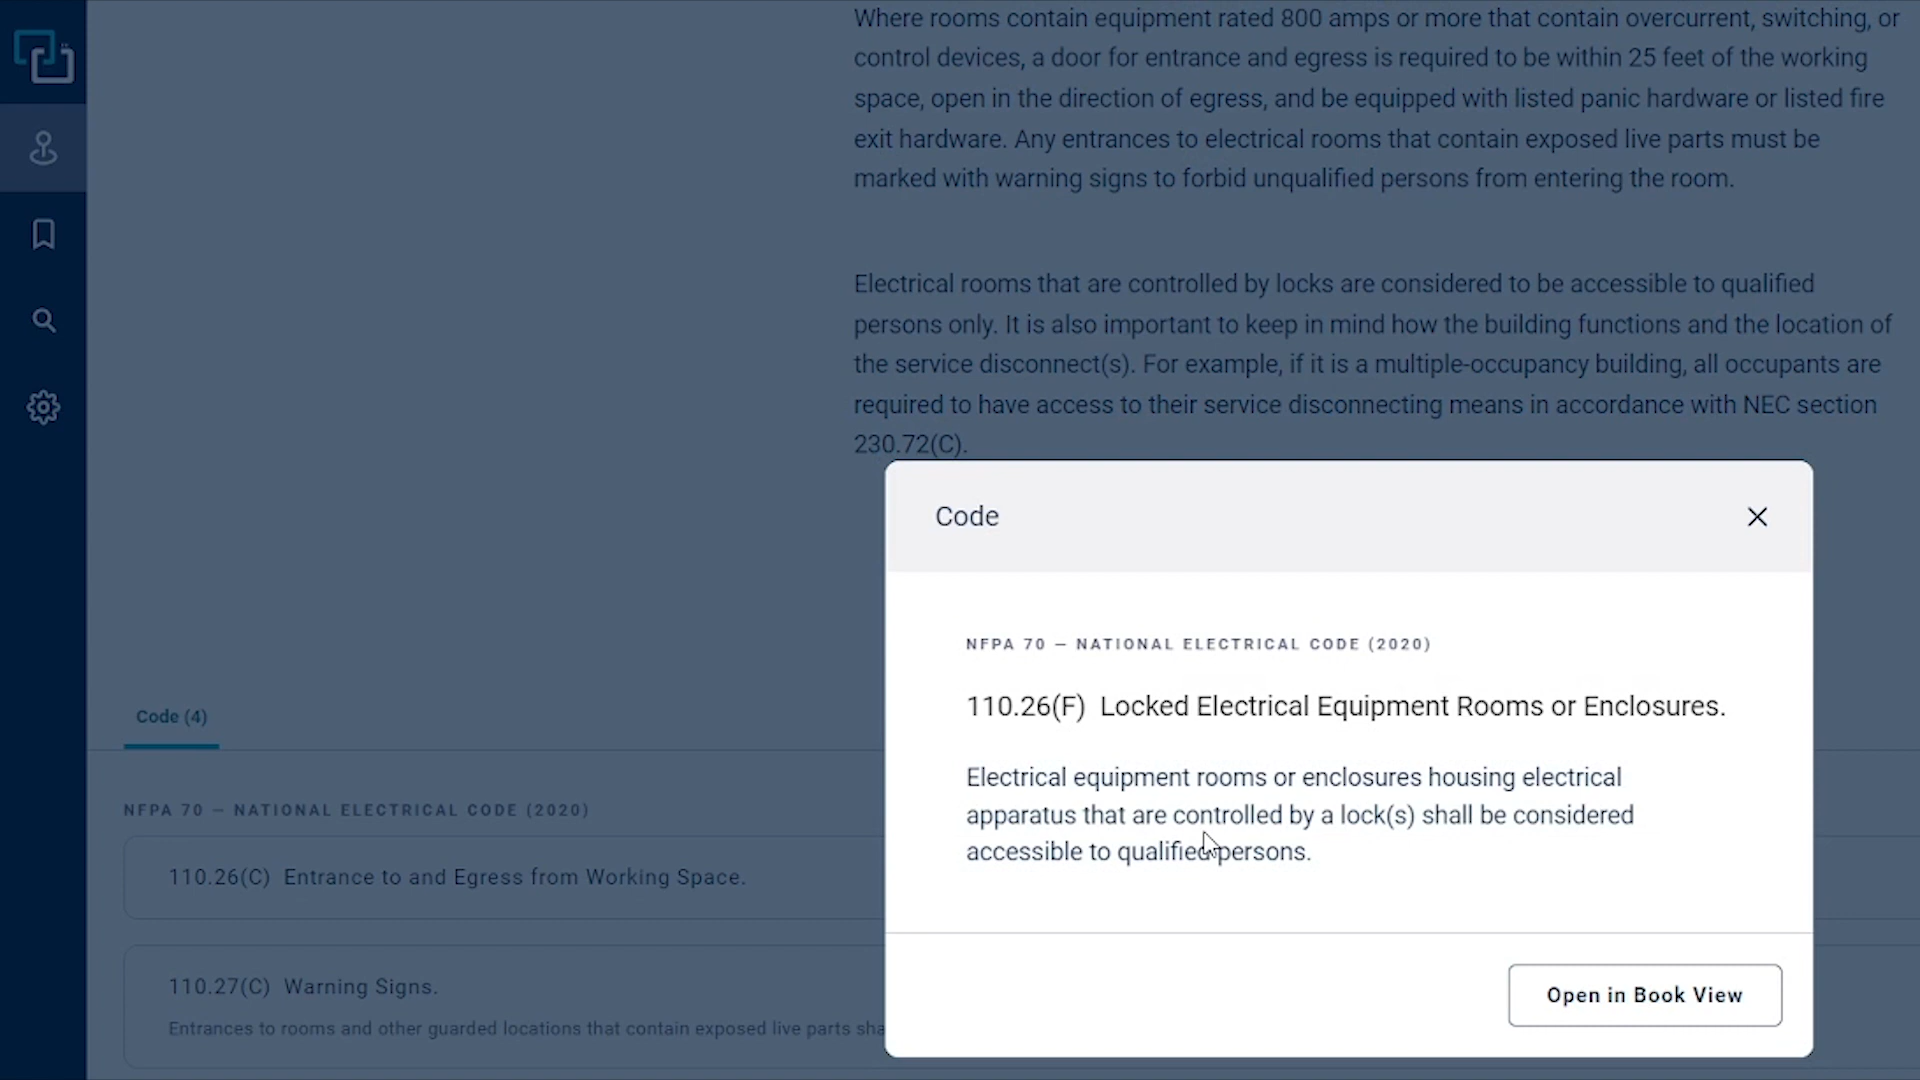 Where rooms contain equipment rated 800 amps or more that contain overcurrent, switching, or
control devices, a door for entrance and egress is required to be within 25 feet of the working
space, open in the direction of egress, and be equipped with listed panic hardware or listed fire
exit hardware. Any entrances to electrical rooms that contain exposed live parts must be
marked with warning signs to forbid unqualified persons from entering the room.
Electrical rooms that are controlled by locks are considered to be accessible to qualified
persons only. It is also important to keep in mind how the building functions and the location of
the service disconnect(s). For example, if it is a multiple-occupancy building, all occupants are
required to have access to their service disconnecting means in accordance with NEC section
230.72(C).
Code
NFPA 70 — NATIONAL ELECTRICAL CODE (2020)
110.26(F) Locked Electrical Equipment Rooms or Enclosures.
Electrical equipment rooms or enclosures housing electrical
apparatus that are controlled by a lock(s) shall be considered
accessible to qualified persons.
Open in Book View
Code (4)
NFPA 70 — NATIONAL ELECTRICAL CODE (2020)
110.26(C) Entrance to and Egress from Working Space.
110.27(C) Warning Signs.
Entrances to rooms and other guarded locations that contain exposed live parts sha